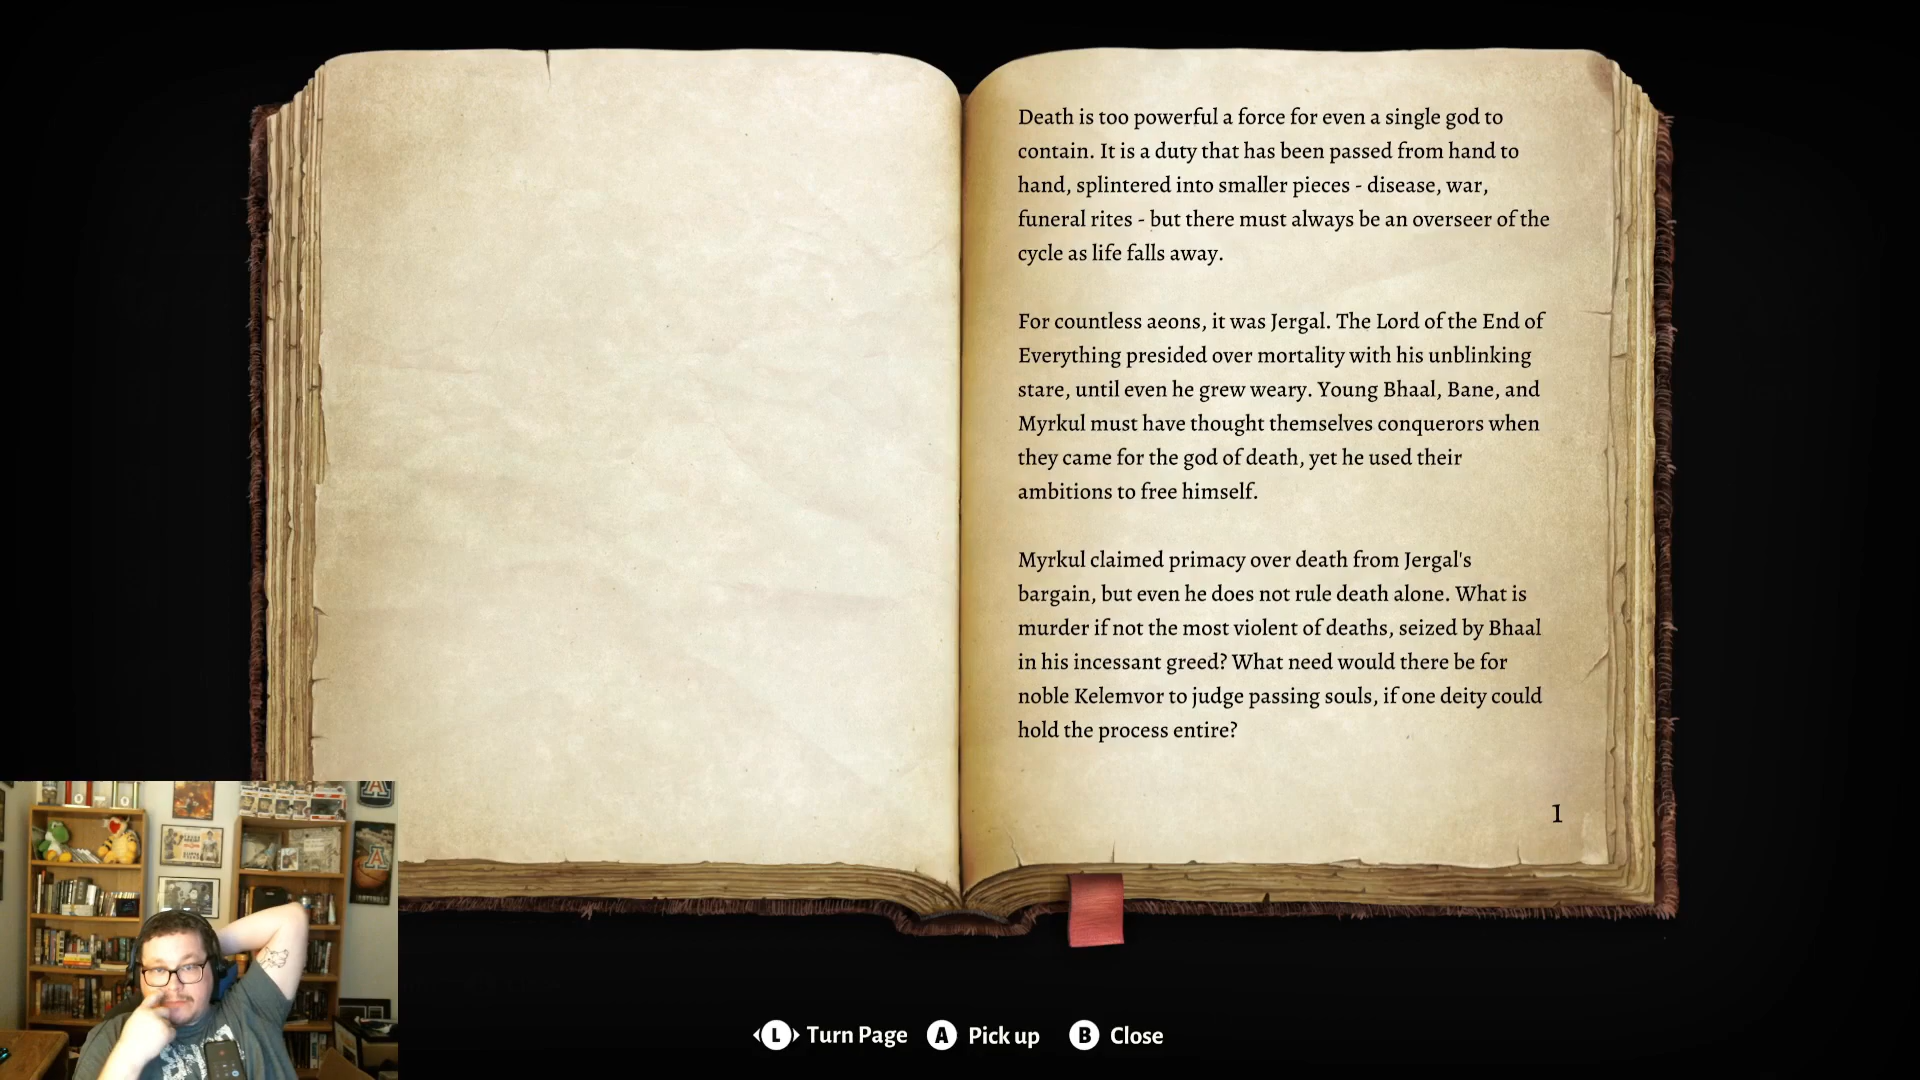 Death is too powerful a force for even a single god to
contain. It is a duty that has been passed from hand to
hand, splintered into smaller pieces - disease, war,
funeral rites - but there must always be an overseer of the
cycle as life falls away.
For countless aeons, it was Jergal. The Lord of the End of
Everything presided over mortality with his unblinking
stare, until even he grew weary. Young Bhaal, Bane, and
Myrkul must have thought themselves conquerors when
they came for the god of death, yet he used their
ambitions to free himself.
Myrkul claimed primacy over death from Jergal's
bargain, but even he does not rule death alone. What is
murder if not the most violent of deaths, seized by Bhaal
in his incessant greed? What need would there be for
noble Kelemvor to judge passing souls, if one deity could
hold the process entire?
1
L Turn Page A Pick up B Close
A
A